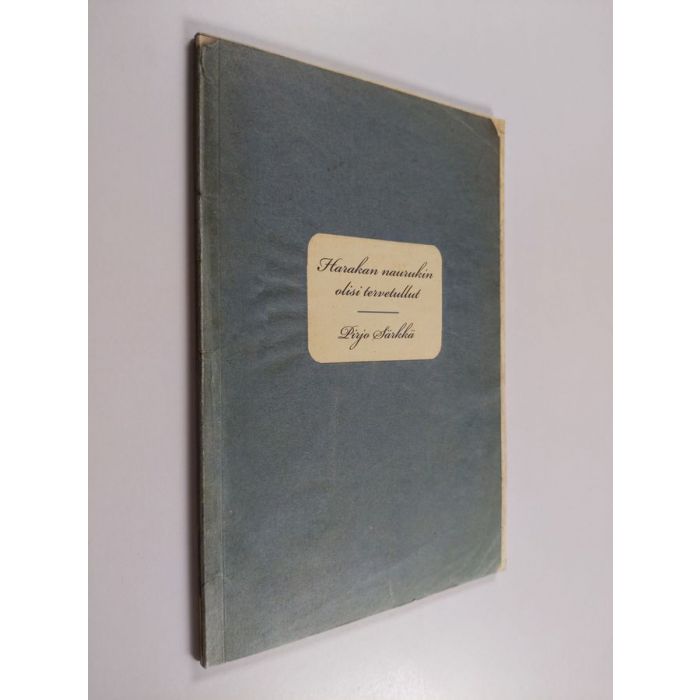 Harakan naurukin
olisi tervetullut
Pirjo Särkkä